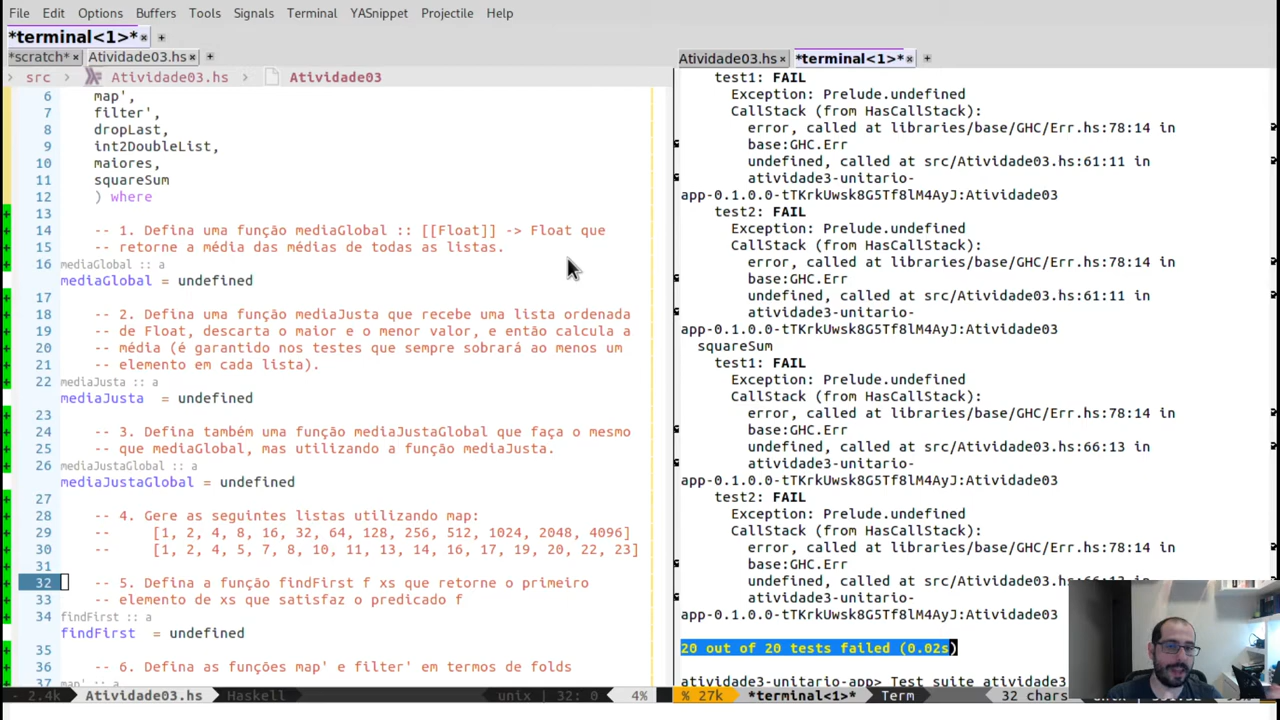 File Edit Options Buffers Tools Signals Terminal YASnippet Projectile Help
*terminal<1>* × +
*scratch* × Atividade03.hs × +
> src > Atividade03.hs > Atividade03
6 map',
7 filter',
8 dropLast,
9 int2DoubleList,
10 maiores,
11 squareSum
12 ) where
13
14 -- 1. Defina uma função mediaGlobal :: [[Float]] -> Float que
15 -- retorne a média das médias de todas as listas.
mediaGlobal :: a
16 mediaGlobal = undefined
17
18 -- 2. Defina uma função mediaJusta que recebe uma lista ordenada
19 -- de Float, descarta o maior e o menor valor, e então calcula a
20 -- média (é garantido nos testes que sempre sobrará ao menos um
21 -- elemento em cada lista).
mediaJusta :: a
22 mediaJusta = undefined
23
24 -- 3. Defina também uma função mediaJustaGlobal que faça o mesmo
25 -- que mediaGlobal, mas utilizando a função mediaJusta.
mediaJustaGlobal :: a
26 mediaJustaGlobal = undefined
27
28 -- 4. Gere as seguintes listas utilizando map:
29 -- [1, 2, 4, 8, 16, 32, 64, 128, 256, 512, 1024, 2048, 4096]
30 -- [1, 2, 4, 5, 7, 8, 10, 11, 13, 14, 16, 17, 19, 20, 22, 23]
31
32 -- 5. Defina a função findFirst f xs que retorne o primeiro
33 -- elemento de xs que satisfaz o predicado f
findFirst :: a
34 findFirst = undefined
35
36 -- 6. Defina as funções map' e filter' em termos de folds
map' :: a
- 2.4k Atividade03.hs Haskell unix | 32: 0 4%
Atividade03.hs × *terminal<1>* × +
test1: FAIL
Exception: Prelude.undefined
CallStack (from HasCallStack):
error, called at libraries/base/GHC/Err.hs:78:14 in
base:GHC.Err
undefined, called at src/Atividade03.hs:61:11 in
atividade3-unitario-
app-0.1.0.0-tTKrkUwsk8G5Tf8lM4AyJ:Atividade03
test2: FAIL
Exception: Prelude.undefined
CallStack (from HasCallStack):
error, called at libraries/base/GHC/Err.hs:78:14 in
base:GHC.Err
undefined, called at src/Atividade03.hs:61:11 in
atividade3-unitario-
app-0.1.0.0-tTKrkUwsk8G5Tf8lM4AyJ:Atividade03
squareSum
test1: FAIL
Exception: Prelude.undefined
CallStack (from HasCallStack):
error, called at libraries/base/GHC/Err.hs:78:14 in
base:GHC.Err
undefined, called at src/Atividade03.hs:66:13 in
atividade3-unitario-
app-0.1.0.0-tTKrkUwsk8G5Tf8lM4AyJ:Atividade03
test2: FAIL
Exception: Prelude.undefined
CallStack (from HasCallStack):
error, called at libraries/base/GHC/Err.hs:78:14 in
base:GHC.Err
undefined, called at src/Atividade03.hs:66:13 in
atividade3-unitario-
app-0.1.0.0-tTKrkUwsk8G5Tf8lM4AyJ:Atividade03
20 out of 20 tests failed (0.02s)
atividade3-unitario-app> Test suite atividade3
% 27k *terminal<1>* Term 32 chars